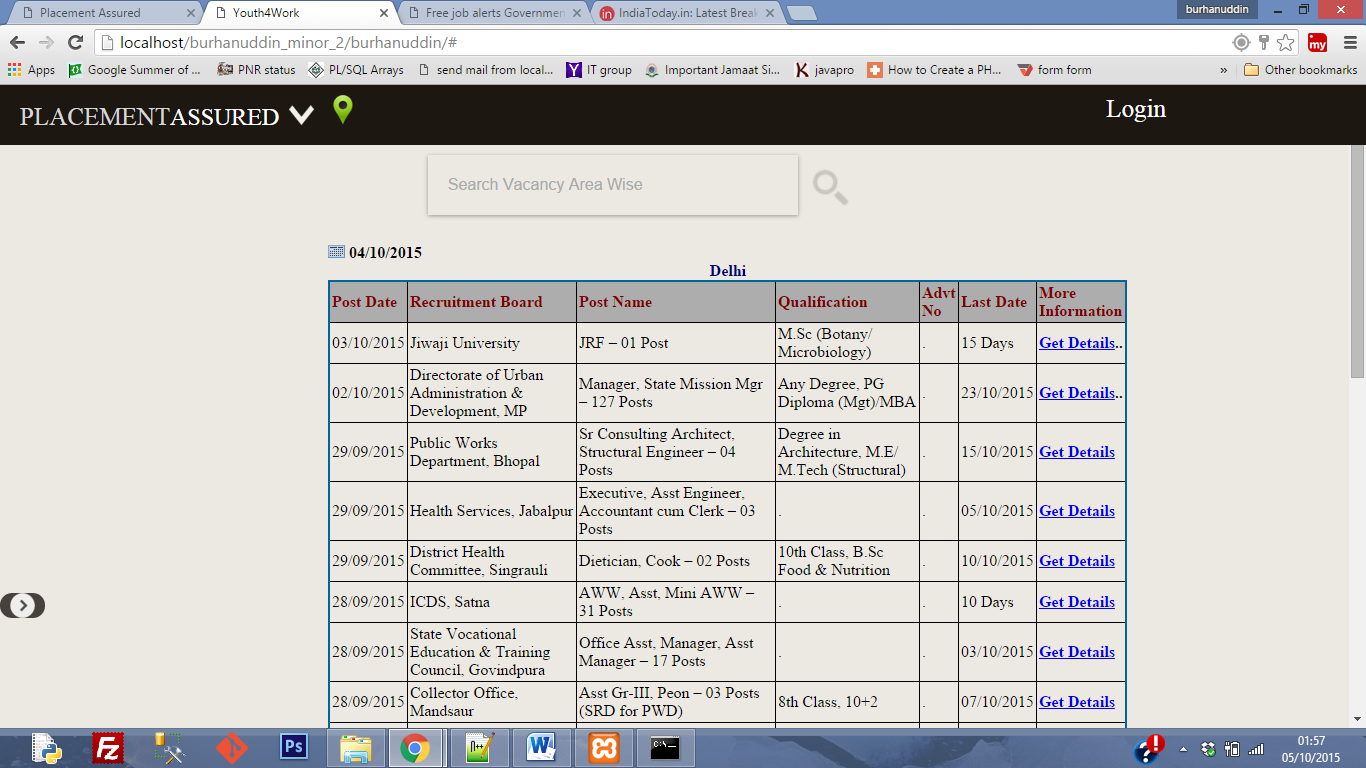 Placement Assured
Youth4Work
Free job alerts Governmen
IndiaToday.in: Latest Break
burhanuddin
localhost/burhanuddin_minor_2/burhanuddin/#
my
Apps
Google Summer of ...
PNR status
PL/SQL Arrays
send mail from local...
Y IT group
Important Jamaat Si...
K javapro
How to Create a PH...
form form
»
Other bookmarks
PLACEMENTASSURED
Login
Search Vacancy Area Wise
04/10/2015
Delhi
Post Date Recruitment Board Post Name Qualification Advt No Last Date More Information
03/10/2015 Jiwaji University JRF – 01 Post M.Sc (Botany/ Microbiology) . 15 Days Get Details..
02/10/2015 Directorate of Urban Administration & Development, MP Manager, State Mission Mgr – 127 Posts Any Degree, PG Diploma (Mgt)/MBA . 23/10/2015 Get Details..
29/09/2015 Public Works Department, Bhopal Sr Consulting Architect, Structural Engineer – 04 Posts Degree in Architecture, M.E/ M.Tech (Structural) . 15/10/2015 Get Details
29/09/2015 Health Services, Jabalpur Executive, Asst Engineer, Accountant cum Clerk – 03 Posts . . 05/10/2015 Get Details
29/09/2015 District Health Committee, Singrauli Dietician, Cook – 02 Posts 10th Class, B.Sc Food & Nutrition . 10/10/2015 Get Details
28/09/2015 ICDS, Satna AWW, Asst, Mini AWW – 31 Posts . . 10 Days Get Details
28/09/2015 State Vocational Education & Training Council, Govindpura Office Asst, Manager, Asst Manager – 17 Posts . . 03/10/2015 Get Details
28/09/2015 Collector Office, Mandsaur Asst Gr-III, Peon – 03 Posts (SRD for PWD) 8th Class, 10+2 . 07/10/2015 Get Details
Fz
Ps
W
C:\
01:57
05/10/2015